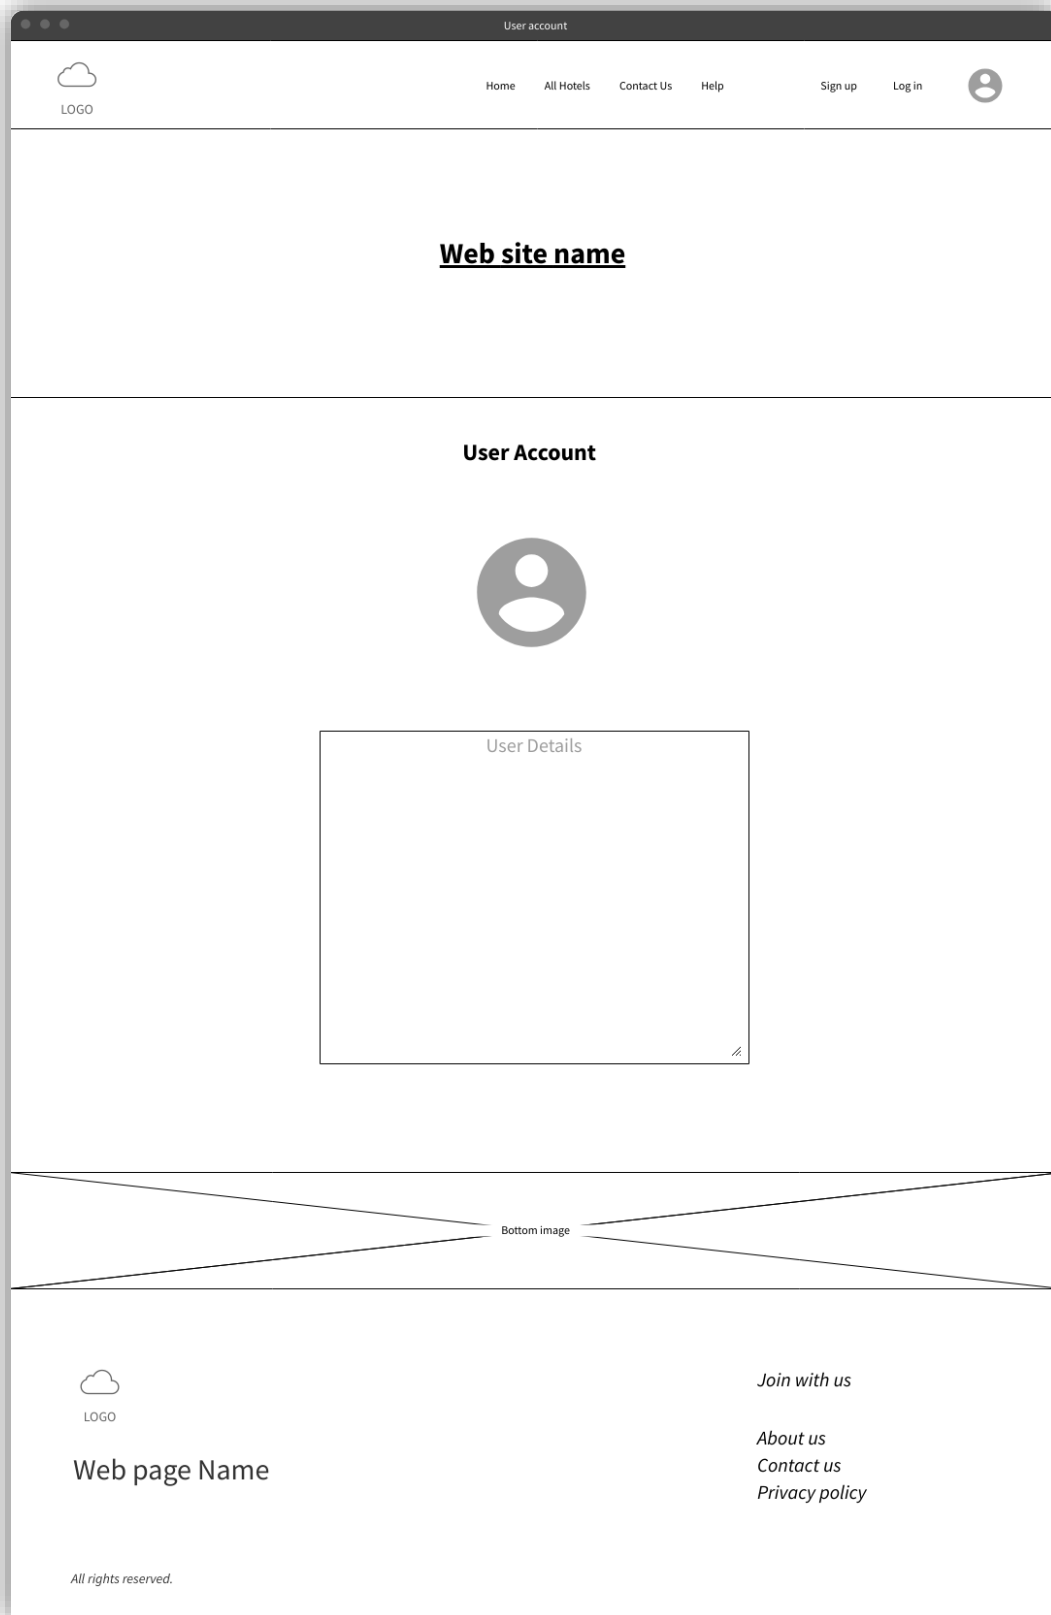 User account
LOGO
Home All Hotels Contact Us Help Sign up Log in
Web site name
User Account
User Details
Bottom image
LOGO
Web page Name
Join with us
About us
Contact us
Privacy policy
All rights reserved.